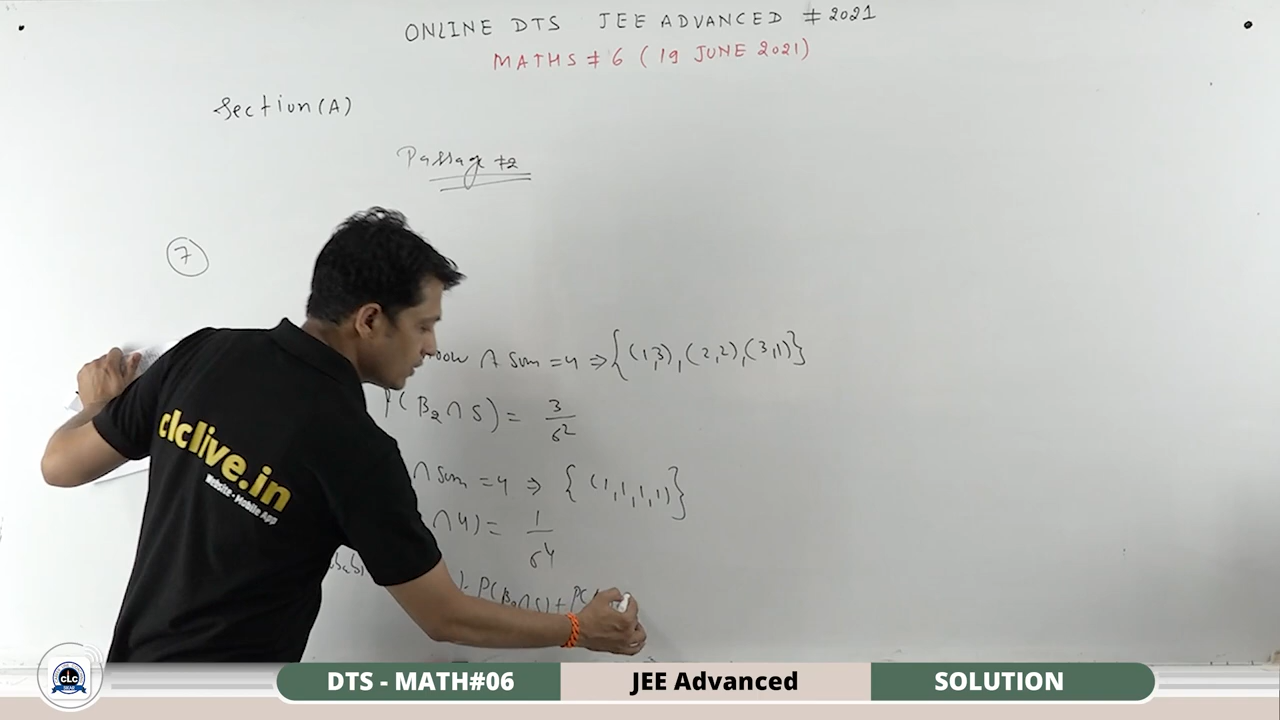 ONLINE DTS JEE ADVANCED # 2021
MATHS # 6 ( 19 JUNE 2021)
Section (A)
Passage #2
7
∩ Sum = 4 ⇒ {(1,3), (2,2), (3,1)}
P(B₂ ∩ S) = 3/6²
∩ Sum = 4 ⇒ {(1,1,1,1)}
∩ 4) = 1/6⁴
P(B₂∩S) + P(
clclive.in
Website - Mobile App
CLC
DTS - MATH#06
JEE Advanced
SOLUTION